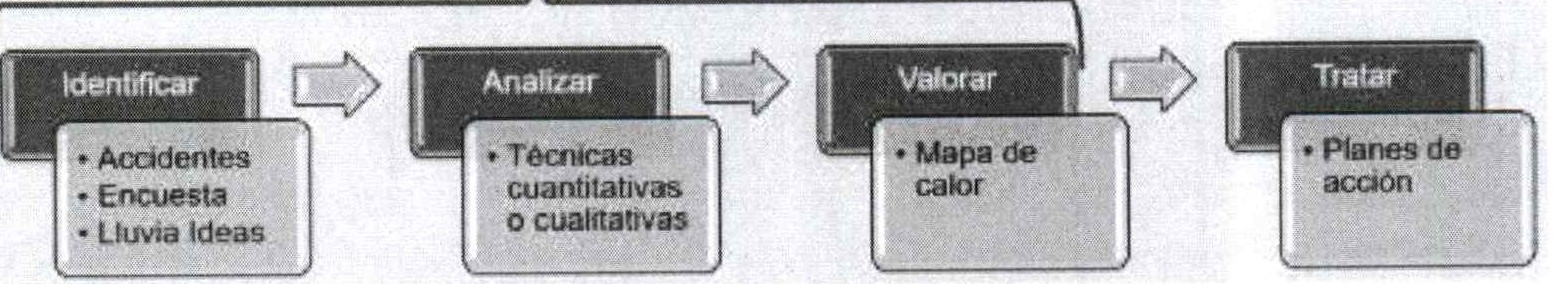 Identificar
• Accidentes
• Encuesta
• Lluvia Ideas
Analizar
• Técnicas
cuantitativas
o cualitativas
Valorar
• Mapa de
calor
Tratar
• Planes de
acción